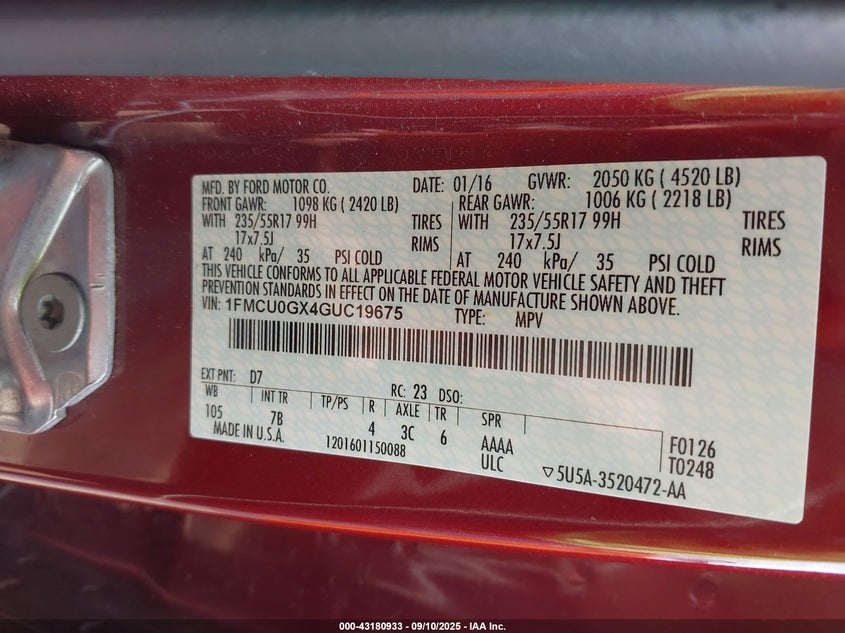 MFD. BY FORD MOTOR CO. DATE: 01/16 GVWR: 2050 KG ( 4520 LB)
FRONT GAWR: 1098 KG ( 2420 LB) REAR GAWR: 1006 KG ( 2218 LB)
WITH 235/55R17 99H TIRES WITH 235/55R17 99H TIRES
17x7.5J RIMS 17x7.5J RIMS
AT 240 kPa/ 35 PSI COLD AT 240 kPa/ 35 PSI COLD
THIS VEHICLE CONFORMS TO ALL APPLICABLE FEDERAL MOTOR VEHICLE SAFETY AND THEFT
PREVENTION STANDARDS IN EFFECT ON THE DATE OF MANUFACTURE SHOWN ABOVE.
VIN: 1FMCU0GX4GUC19675 TYPE: MPV
EXT PNT: D7 RC: 23 DSO:
WB INT TR TP/PS R AXLE TR SPR
105 7B 4 3C 6 AAAA F0126
MADE IN U.S.A. 1201601150088 ULC T0248
▽5U5A-3520472-AA
000-43180933 - 09/10/2025 - IAA Inc.